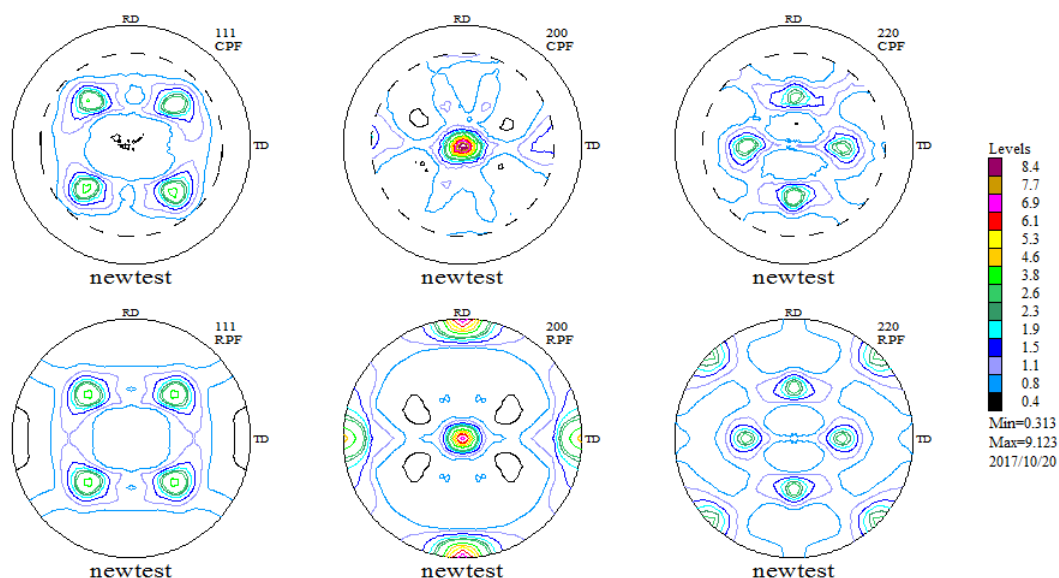 RD
111
CPF
TD
newtest
RD
200
CPF
TD
newtest
RD
220
CPF
TD
newtest
RD
111
RPF
TD
newtest
RD
200
RPF
TD
newtest
RD
220
RPF
TD
newtest
Levels
8.4
7.7
6.9
6.1
5.3
4.6
3.8
2.6
2.3
1.9
1.5
1.1
0.8
0.4
Min=0.313
Max=9.123
2017/10/20